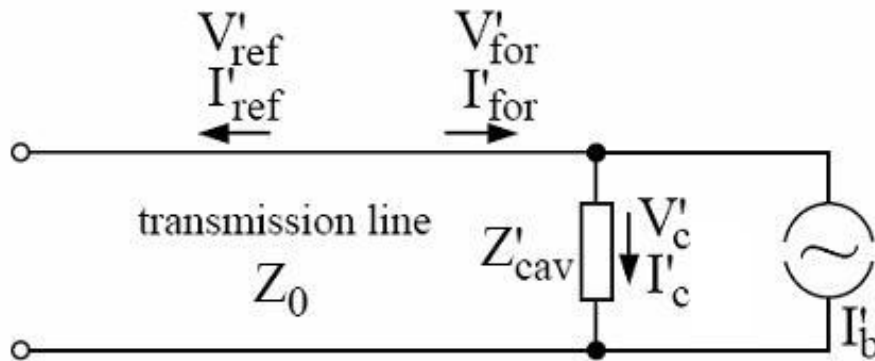 V'ref V'for
I'ref I'for
transmission line
Z0
Z'cav
V'c
I'c
I'b